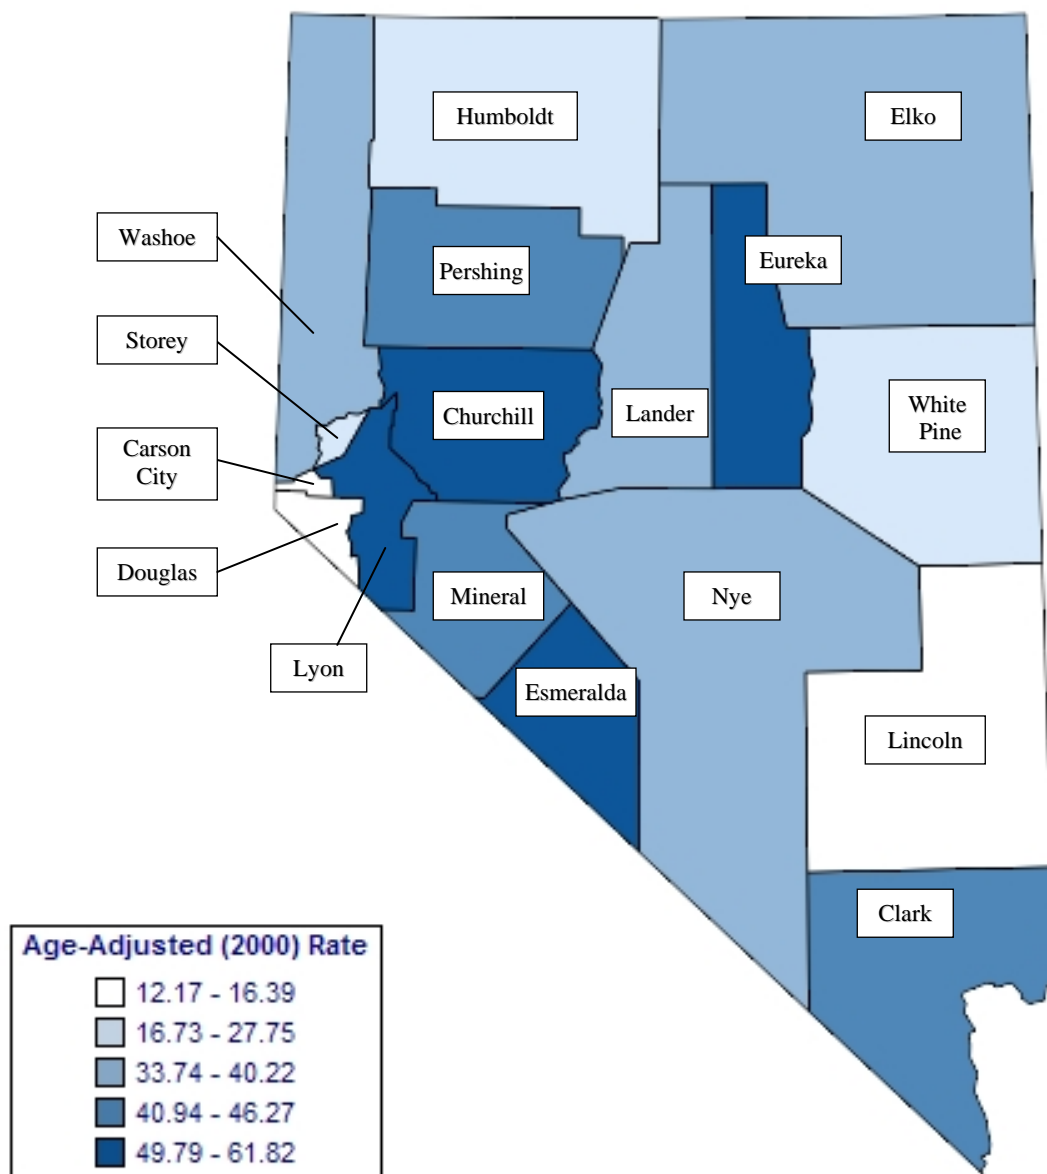 Humboldt
Elko
Washoe
Pershing
Eureka
Storey
Churchill
Lander
White
Pine
Carson
City
Douglas
Mineral
Nye
Lyon
Esmeralda
Lincoln
Clark
Age-Adjusted (2000) Rate
12.17 - 16.39
16.73 - 27.75
33.74 - 40.22
40.94 - 46.27
49.79 - 61.82